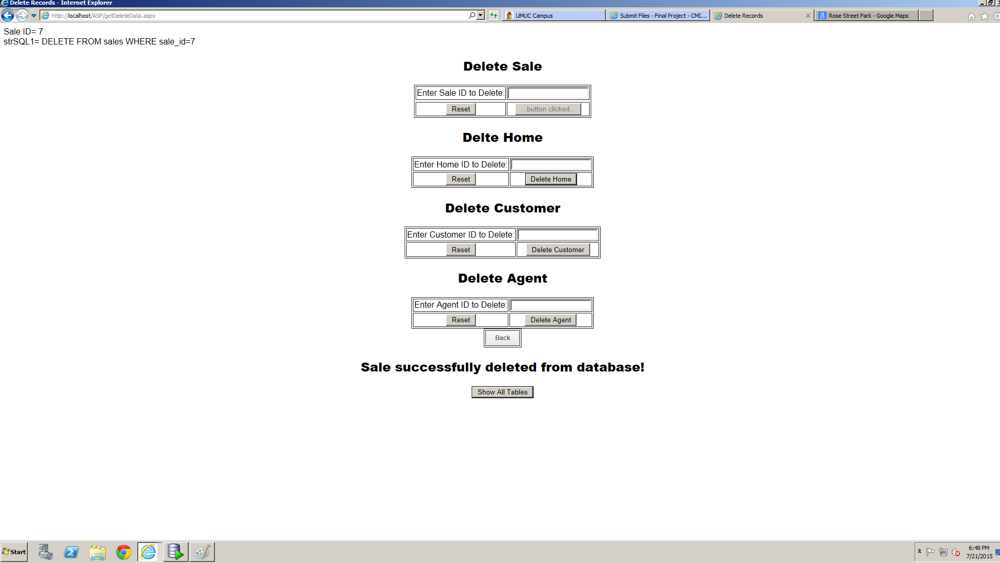 Delete Records - Internet Explorer
http://localhost/ASP/getDeleteData.aspx
UMUC Campus
Submit Files - Final Project - CMI...
Delete Records
Rose Street Park - Google Maps
Sale ID= 7
strSQL1= DELETE FROM sales WHERE sale_id=7
Delete Sale
Enter Sale ID to Delete:
Reset ...button clicked...
Delte Home
Enter Home ID to Delete:
Reset Delete Home
Delete Customer
Enter Customer ID to Delete:
Reset Delete Customer
Delete Agent
Enter Agent ID to Delete:
Reset Delete Agent
Back
Sale successfully deleted from database!
Show All Tables
Start
6:48 PM
7/21/2015